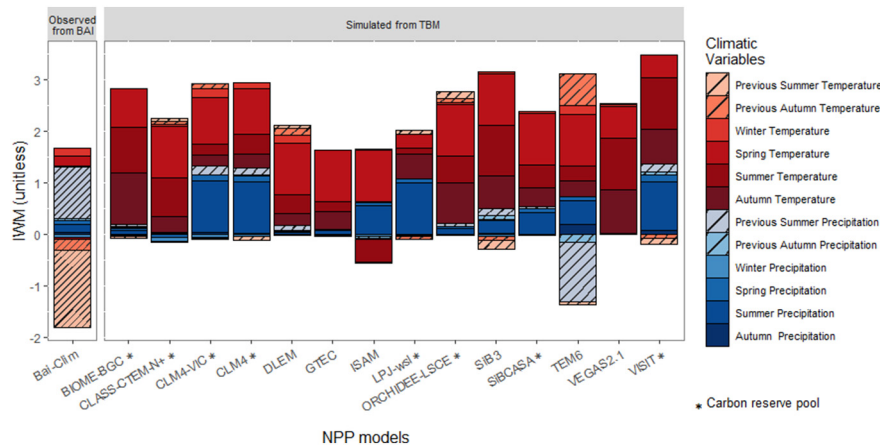 Observed
from BAI
Simulated from TBM
IWM (unitless)
3
2
1
0
-1
-2
Bai-Clim
BIOME-BGC *
CLASS-CTEM-N+ *
CLM4-VIC *
CLM4 *
DLEM
GTEC
ISAM
LPJ-wsl *
ORCHIDEE-LSCE *
SiB3
SiBCASA *
TEM6
VEGAS2.1
VISIT *
NPP models
Climatic
Variables
Previous Summer Temperature
Previous Autumn Temperature
Winter Temperature
Spring Temperature
Summer Temperature
Autumn Temperature
Previous Summer Precipitation
Previous Autumn Precipitation
Winter Precipitation
Spring Precipitation
Summer Precipitation
Autumn Precipitation
* Carbon reserve pool